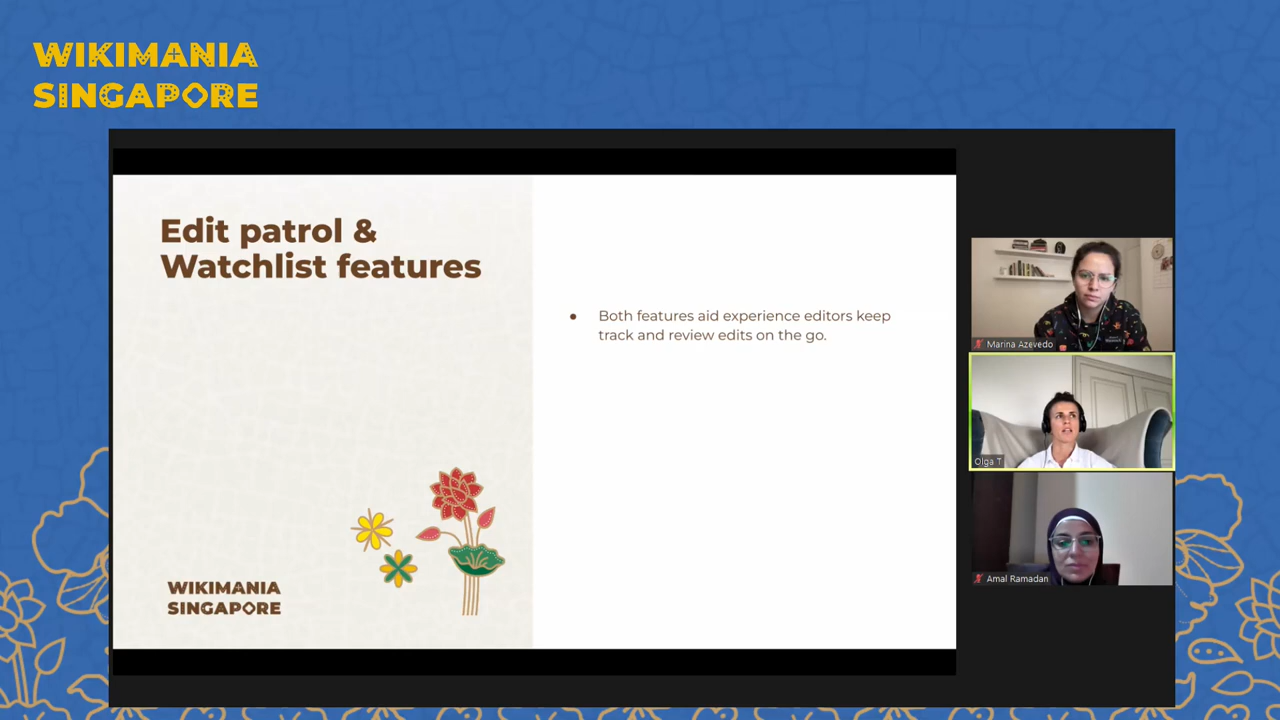 WIKIMANIA
SINGAPORE
Edit patrol &
Watchlist features
● Both features aid experience editors keep
track and review edits on the go.
WIKIMANIA
SINGAPORE
Marina Azevedo
Olga T
Amal Ramadan